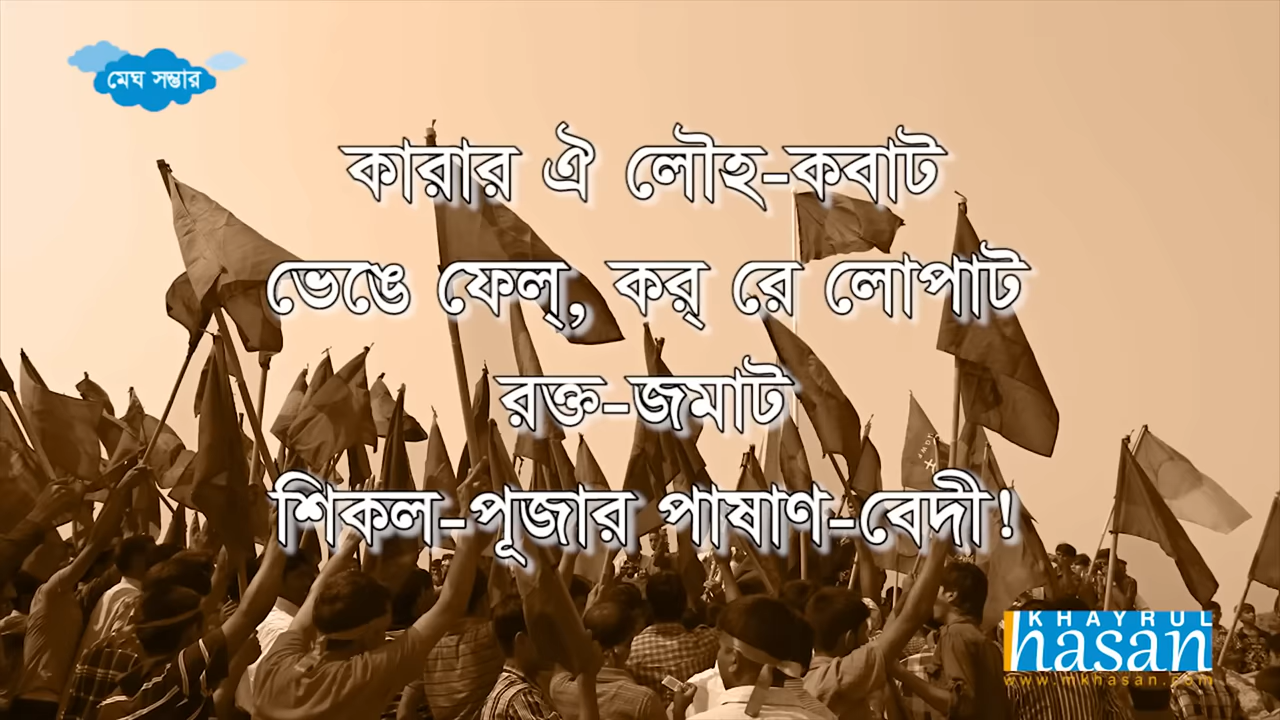 মেঘ সম্ভার
কারার ঐ লৌহ-কবাট
ভেঙে ফেল্, কর্ রে লোপাট
রক্ত-জমাট
শিকল-পূজার পাষাণ-বেদী!
KHAYRUL
hasan
www.mkhasan.com